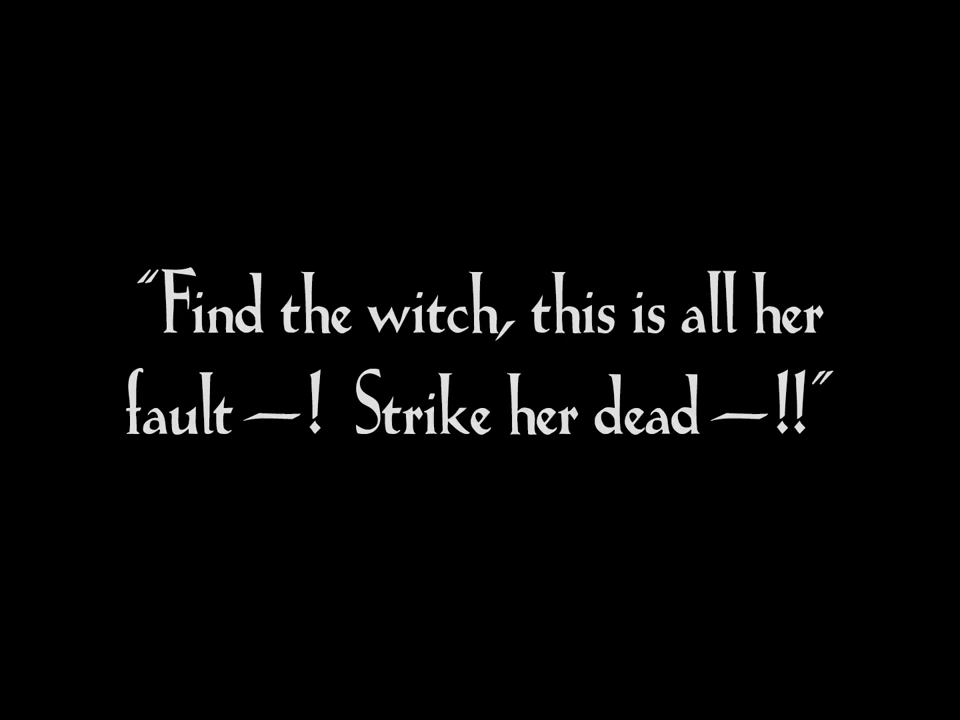 “Find the witch, this is all her
fault—! Strike her dead—!!”